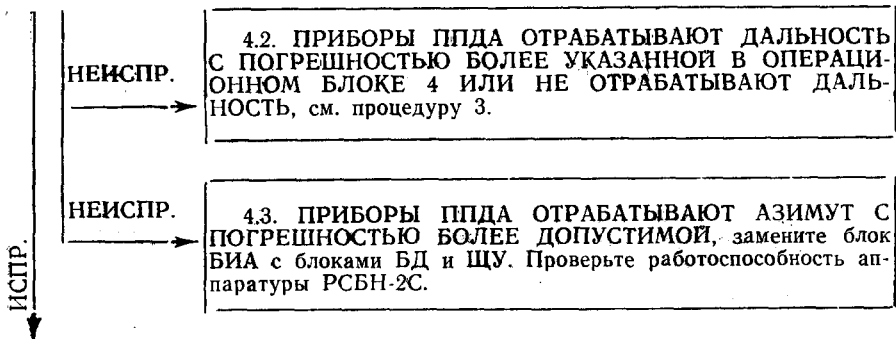 4.2. ПРИБОРЫ ППДА ОТРАБАТЫВАЮТ ДАЛЬНОСТЬ
С ПОГРЕШНОСТЬЮ БОЛЕЕ УКАЗАННОЙ В ОПЕРАЦИ-
ОННОМ БЛОКЕ 4 ИЛИ НЕ ОТРАБАТЫВАЮТ ДАЛЬ-
НОСТЬ, см. процедуру 3.
НЕИСПР.
4.3. ПРИБОРЫ ППДА ОТРАБАТЫВАЮТ АЗИМУТ С
ПОГРЕШНОСТЬЮ БОЛЕЕ ДОПУСТИМОЙ, замените блок
БИА с блоками БД и ЩУ. Проверьте работоспособность ап-
паратуры РСБН-2С.
НЕИСПР.
ИСПР.